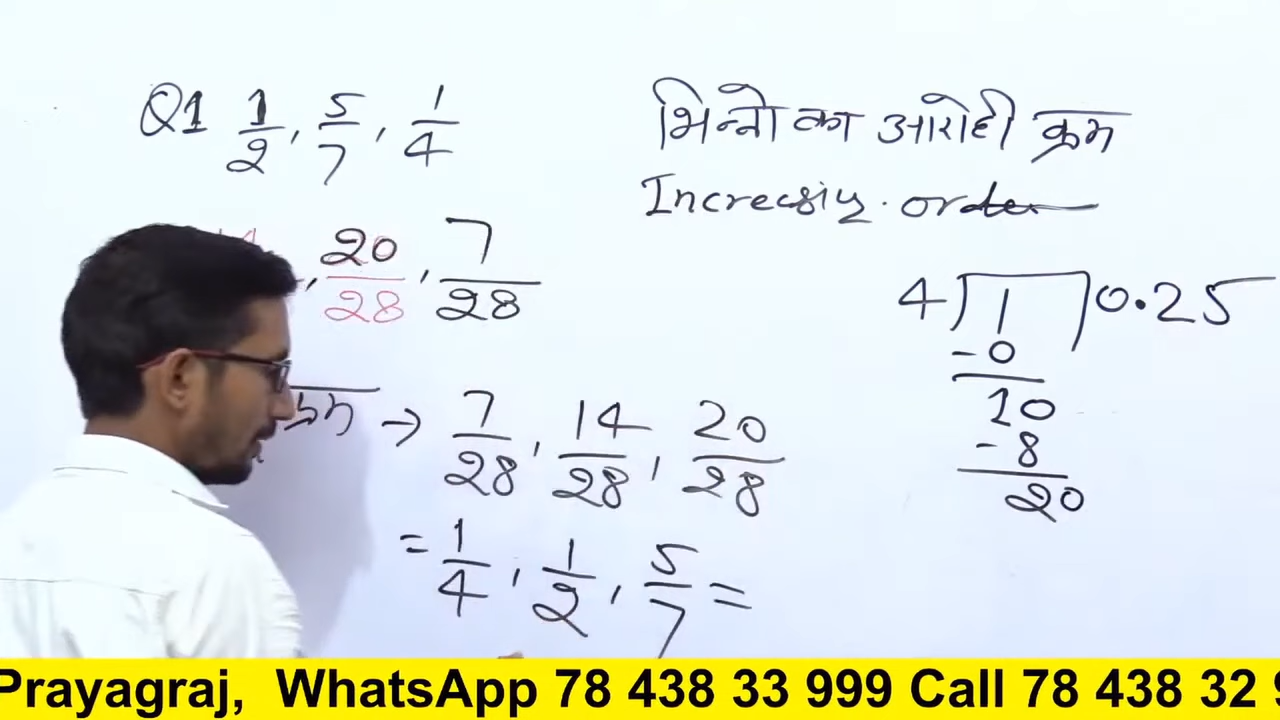 Q1 1/2, 5/7, 1/4
भिन्नो का आरोही क्रम
Increasing order
, 20/28, 7/28
→ 7/28, 14/28, 20/28
= 1/4, 1/2, 5/7 =
4) 1 ) 0.25
-0
10
-8
20
Prayagraj, WhatsApp 78 438 33 999 Call 78 438 32